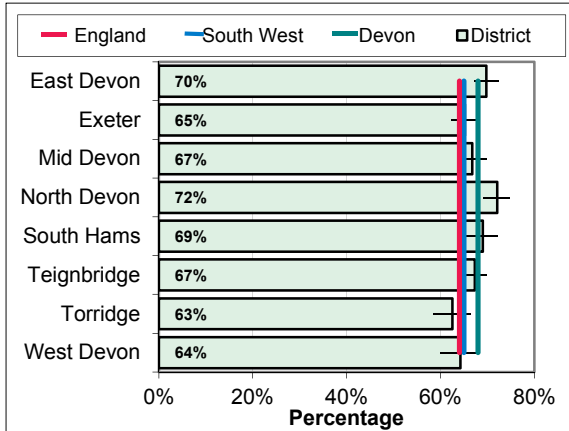 England South West Devon District
East Devon 70%
Exeter 65%
Mid Devon 67%
North Devon 72%
South Hams 69%
Teignbridge 67%
Torridge 63%
West Devon 64%
0% 20% 40% 60% 80%
Percentage